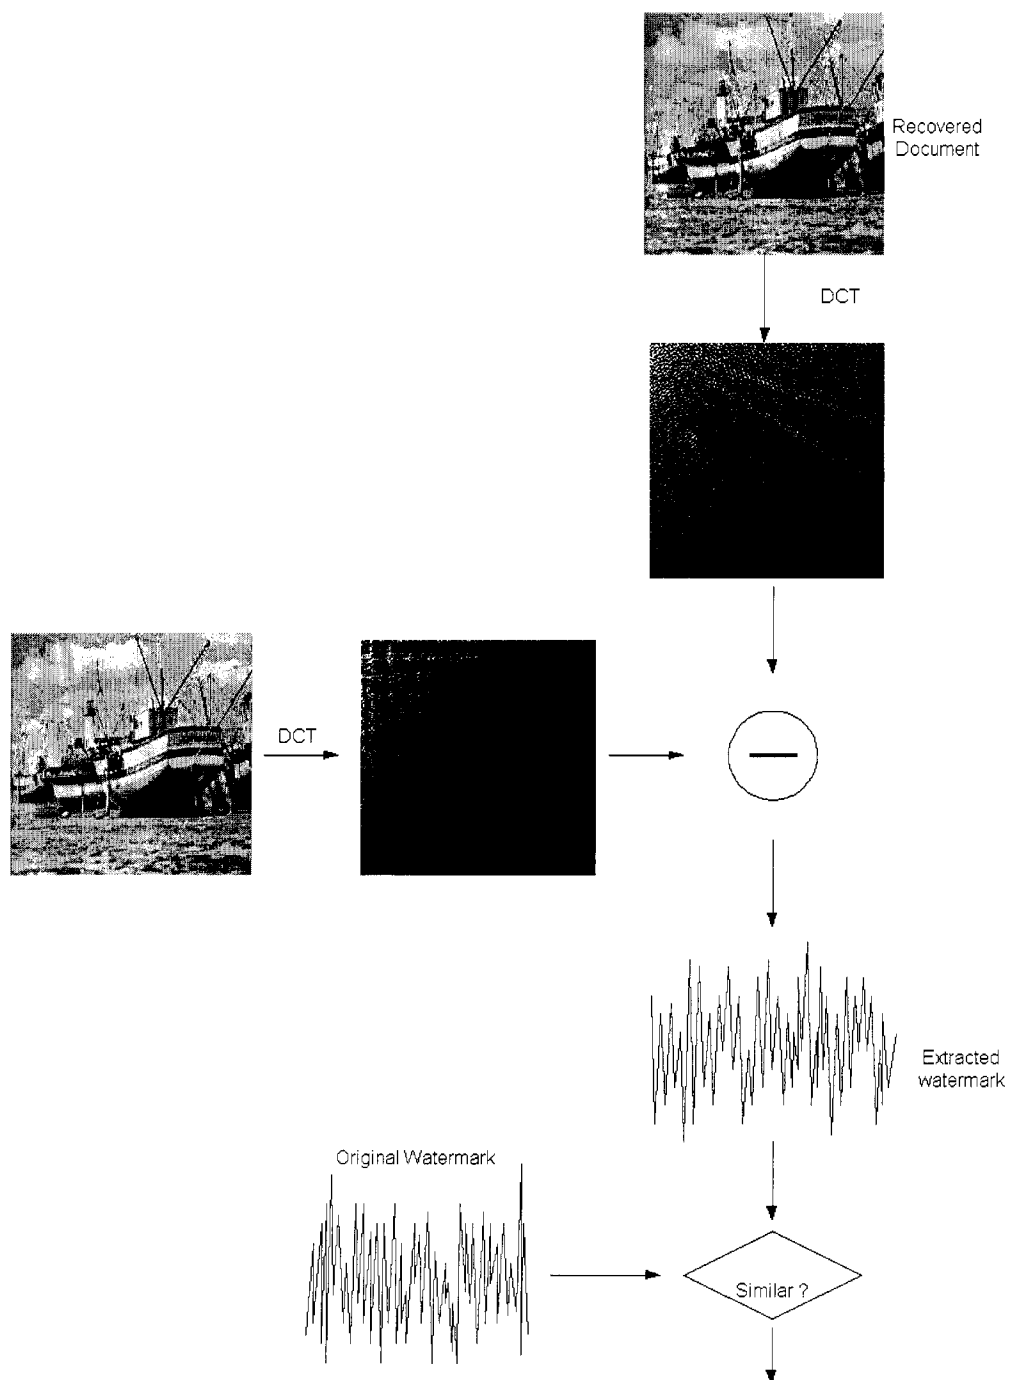 Recovered
Document
DCT
DCT
Extracted
watermark
Original Watermark
Similar ?